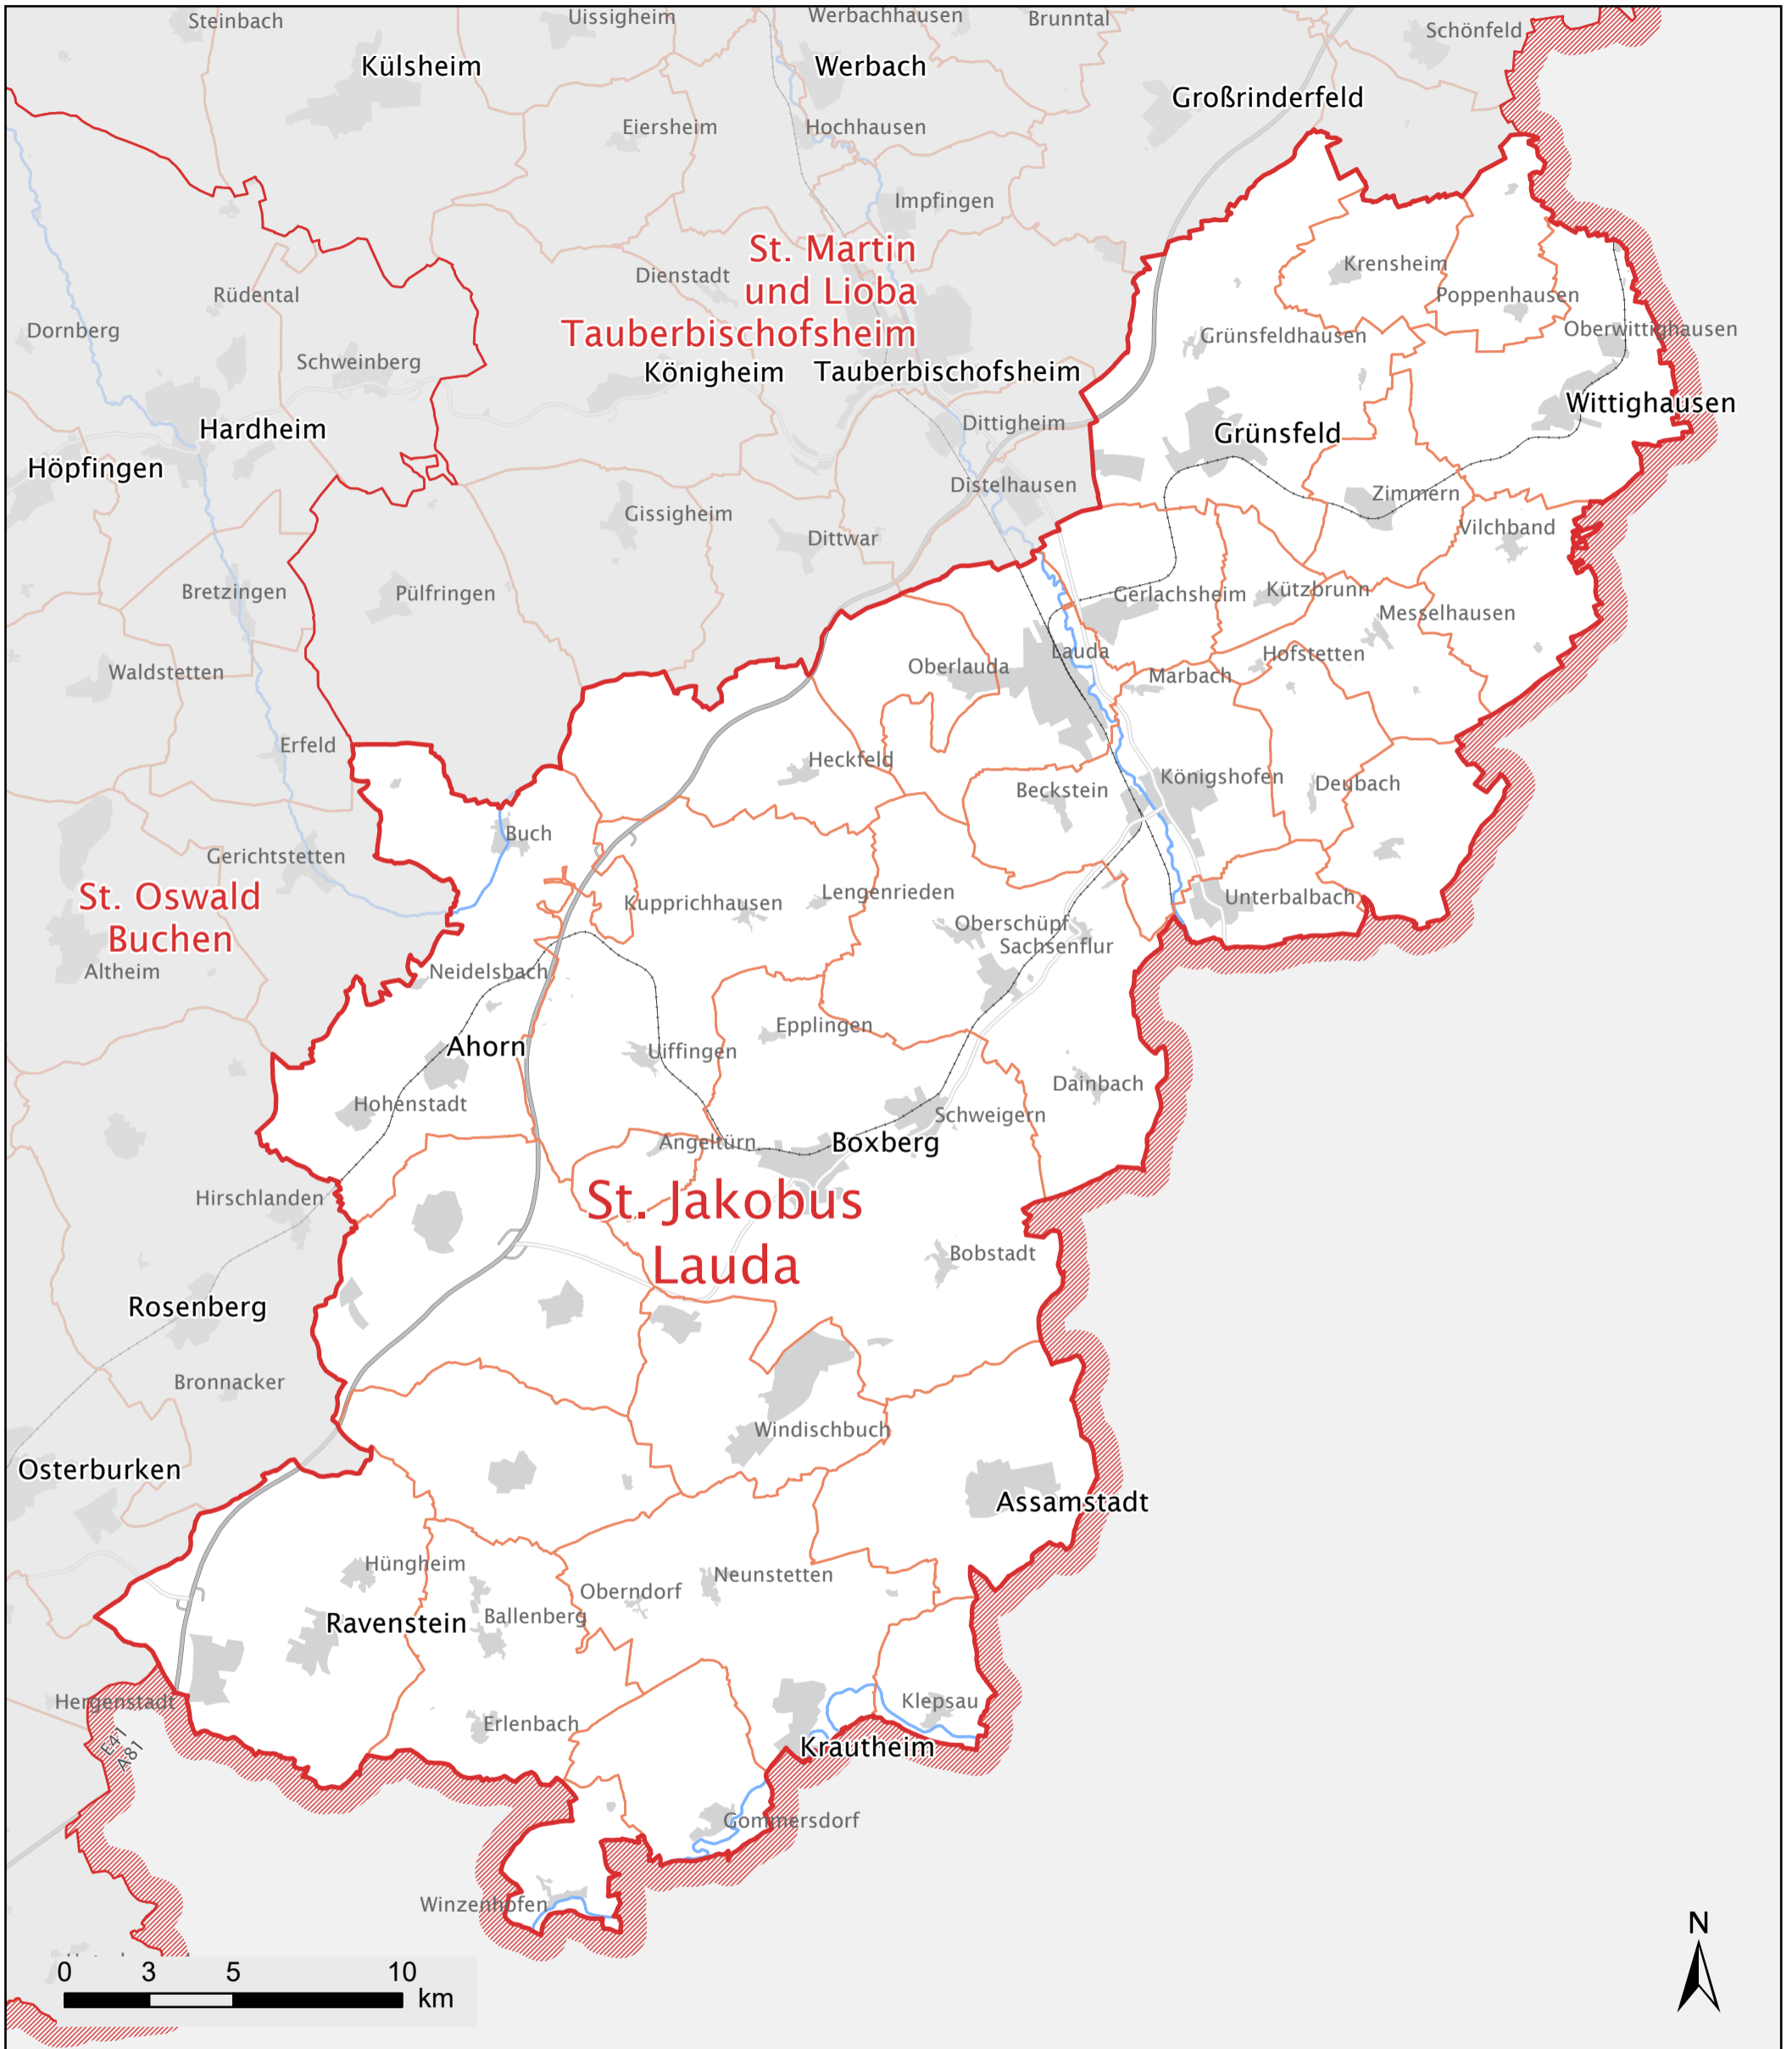 Steinbach
Uissigheim
Werbachhausen
Brunntal
Schönfeld
Külsheim
Werbach
Großrinderfeld
Eiersheim
Hochhausen
Impfingen
St. Martin
und Lioba
Tauberbischofsheim
Dienstadt
Krensheim
Rüdental
Poppenhausen
Dornberg
Grünsfeldhausen
Oberwittighausen
Schweinberg
Königheim
Tauberbischofsheim
Wittighausen
Hardheim
Dittigheim
Grünsfeld
Höpfingen
Distelhausen
Zimmern
Gissigheim
Vilchband
Dittwar
Bretzingen
Pülfringen
Gerlachsheim
Kützbrunn
Messelhausen
Waldstetten
Oberlauda
Lauda
Marbach
Hofstetten
Erfeld
Heckfeld
Beckstein
Königshofen
Deubach
Buch
Gerichtstetten
St. Oswald
Buchen
Kupprichhausen
Lengenrieden
Unterbalbach
Oberschüpf
Sachsenflur
Altheim
Neidelsbach
Epplingen
Ahorn
Uiffingen
Dainbach
Hohenstadt
Schweigern
Angeltürn
Boxberg
St. Jakobus
Lauda
Hirschlanden
Bobstadt
Rosenberg
Bronnacker
Windischbuch
Osterburken
Assamstadt
Hüngheim
Oberndorf
Neunstetten
Ravenstein
Ballenberg
Hergenstadt
Klepsau
E41
A81
Erlenbach
Krautheim
Gommersdorf
Winzenhofen
N
0 3 5 10
km